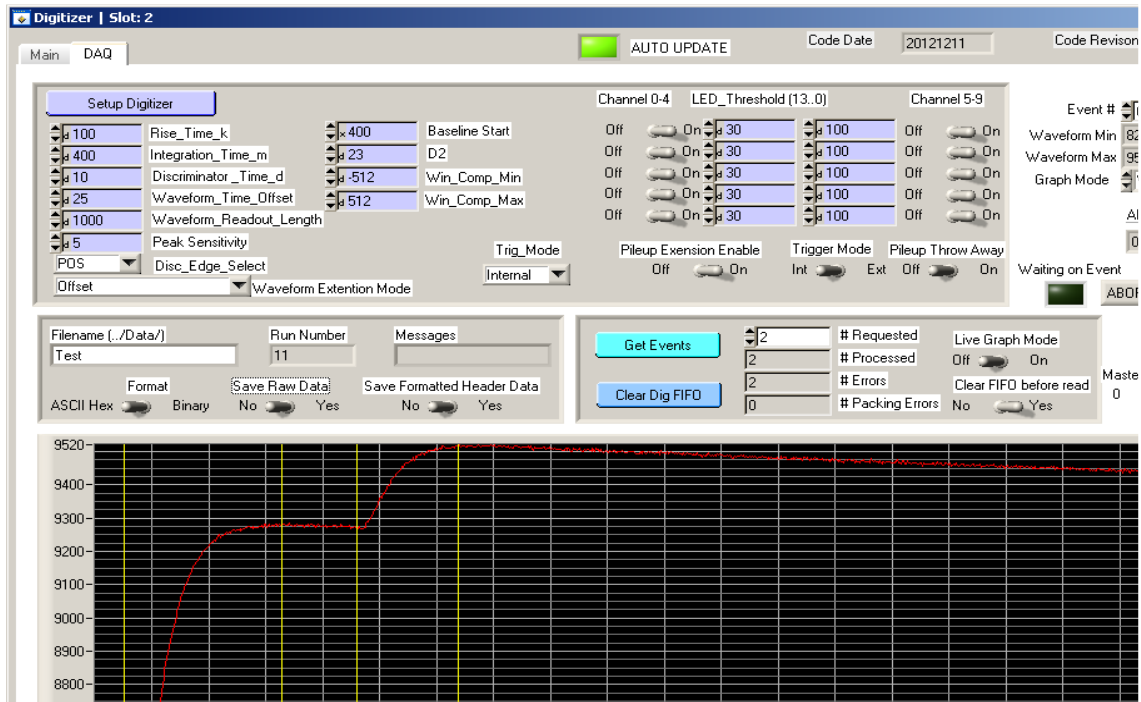 Digitizer | Slot: 2
Main DAQ
AUTO UPDATE
Code Date 20121211 Code Revison
Setup Digitizer
Channel 0-4 LED_Threshold (13..0) Channel 5-9
d 100 Rise_Time_k x 400 Baseline Start Off On d 30 d 100 Off On
d 400 Integration_Time_m d 23 D2 Off On d 30 d 100 Off On
d 10 Discriminator _Time_d d -512 Win_Comp_Min Off On d 30 d 100 Off On
d 25 Waveform_Time_Offset d 512 Win_Comp_Max Off On d 30 d 100 Off On
d 1000 Waveform_Readout_Length Off On d 30 d 100 Off On
d 5 Peak Sensitivity
POS Disc_Edge_Select
Offset Waveform Extention Mode
Trig_Mode
Internal
Pileup Exension Enable
Off On
Trigger Mode
Int Ext
Pileup Throw Away
Off On
Event #
Waveform Min 82
Waveform Max 95
Graph Mode
Waiting on Event
Filename (../Data/) Run Number Messages
Test 11
Format Save Raw Data Save Formatted Header Data
ASCII Hex Binary No Yes No Yes
Get Events
Clear Dig FIFO
2 # Requested
2 # Processed
2 # Errors
0 # Packing Errors
Live Graph Mode
Off On
Clear FIFO before read
No Yes
0
9520
9400
9300
9200
9100
9000
8900
8800